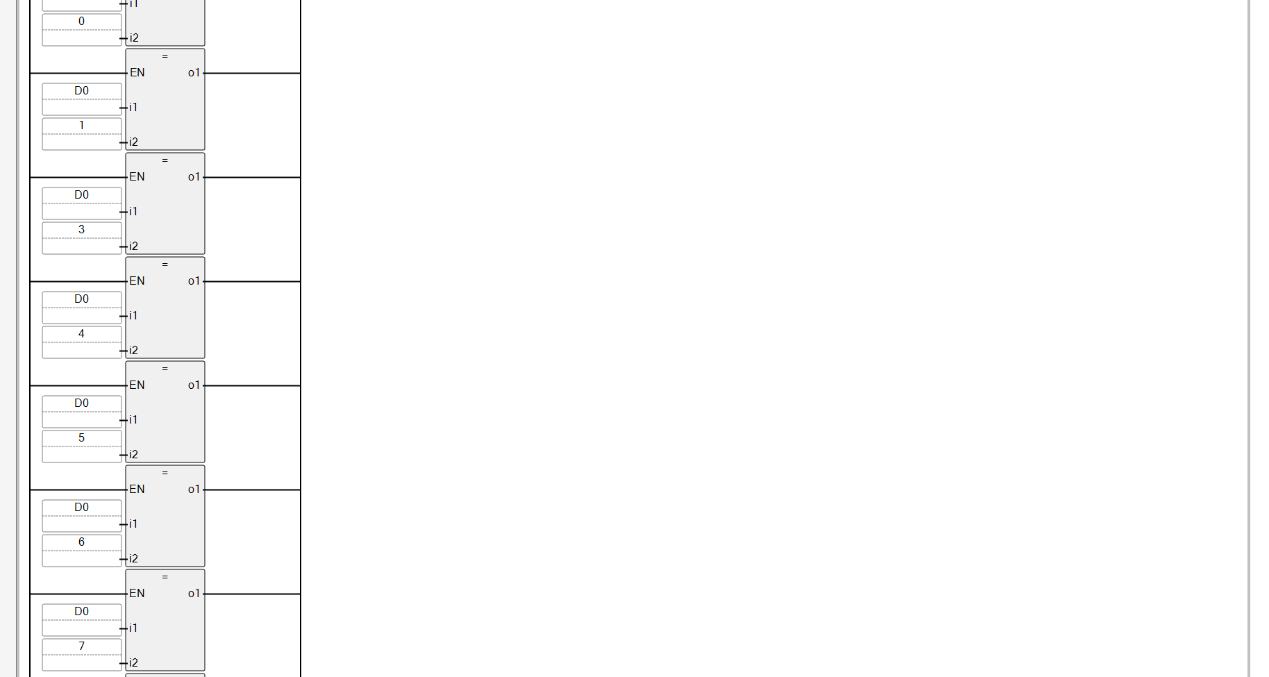 i1
0
i2
=
EN o1
D0
i1
1
i2
=
EN o1
D0
i1
3
i2
=
EN o1
D0
i1
4
i2
=
EN o1
D0
i1
5
i2
=
EN o1
D0
i1
6
i2
=
EN o1
D0
i1
7
i2